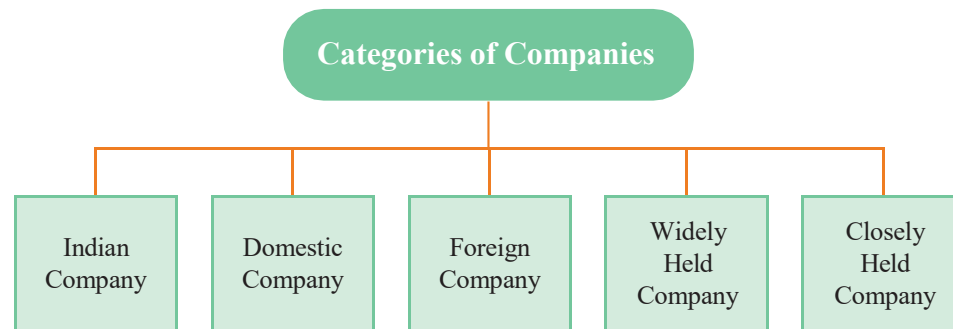 Categories of Companies
Indian
Company
Domestic
Company
Foreign
Company
Widely
Held
Company
Closely
Held
Company